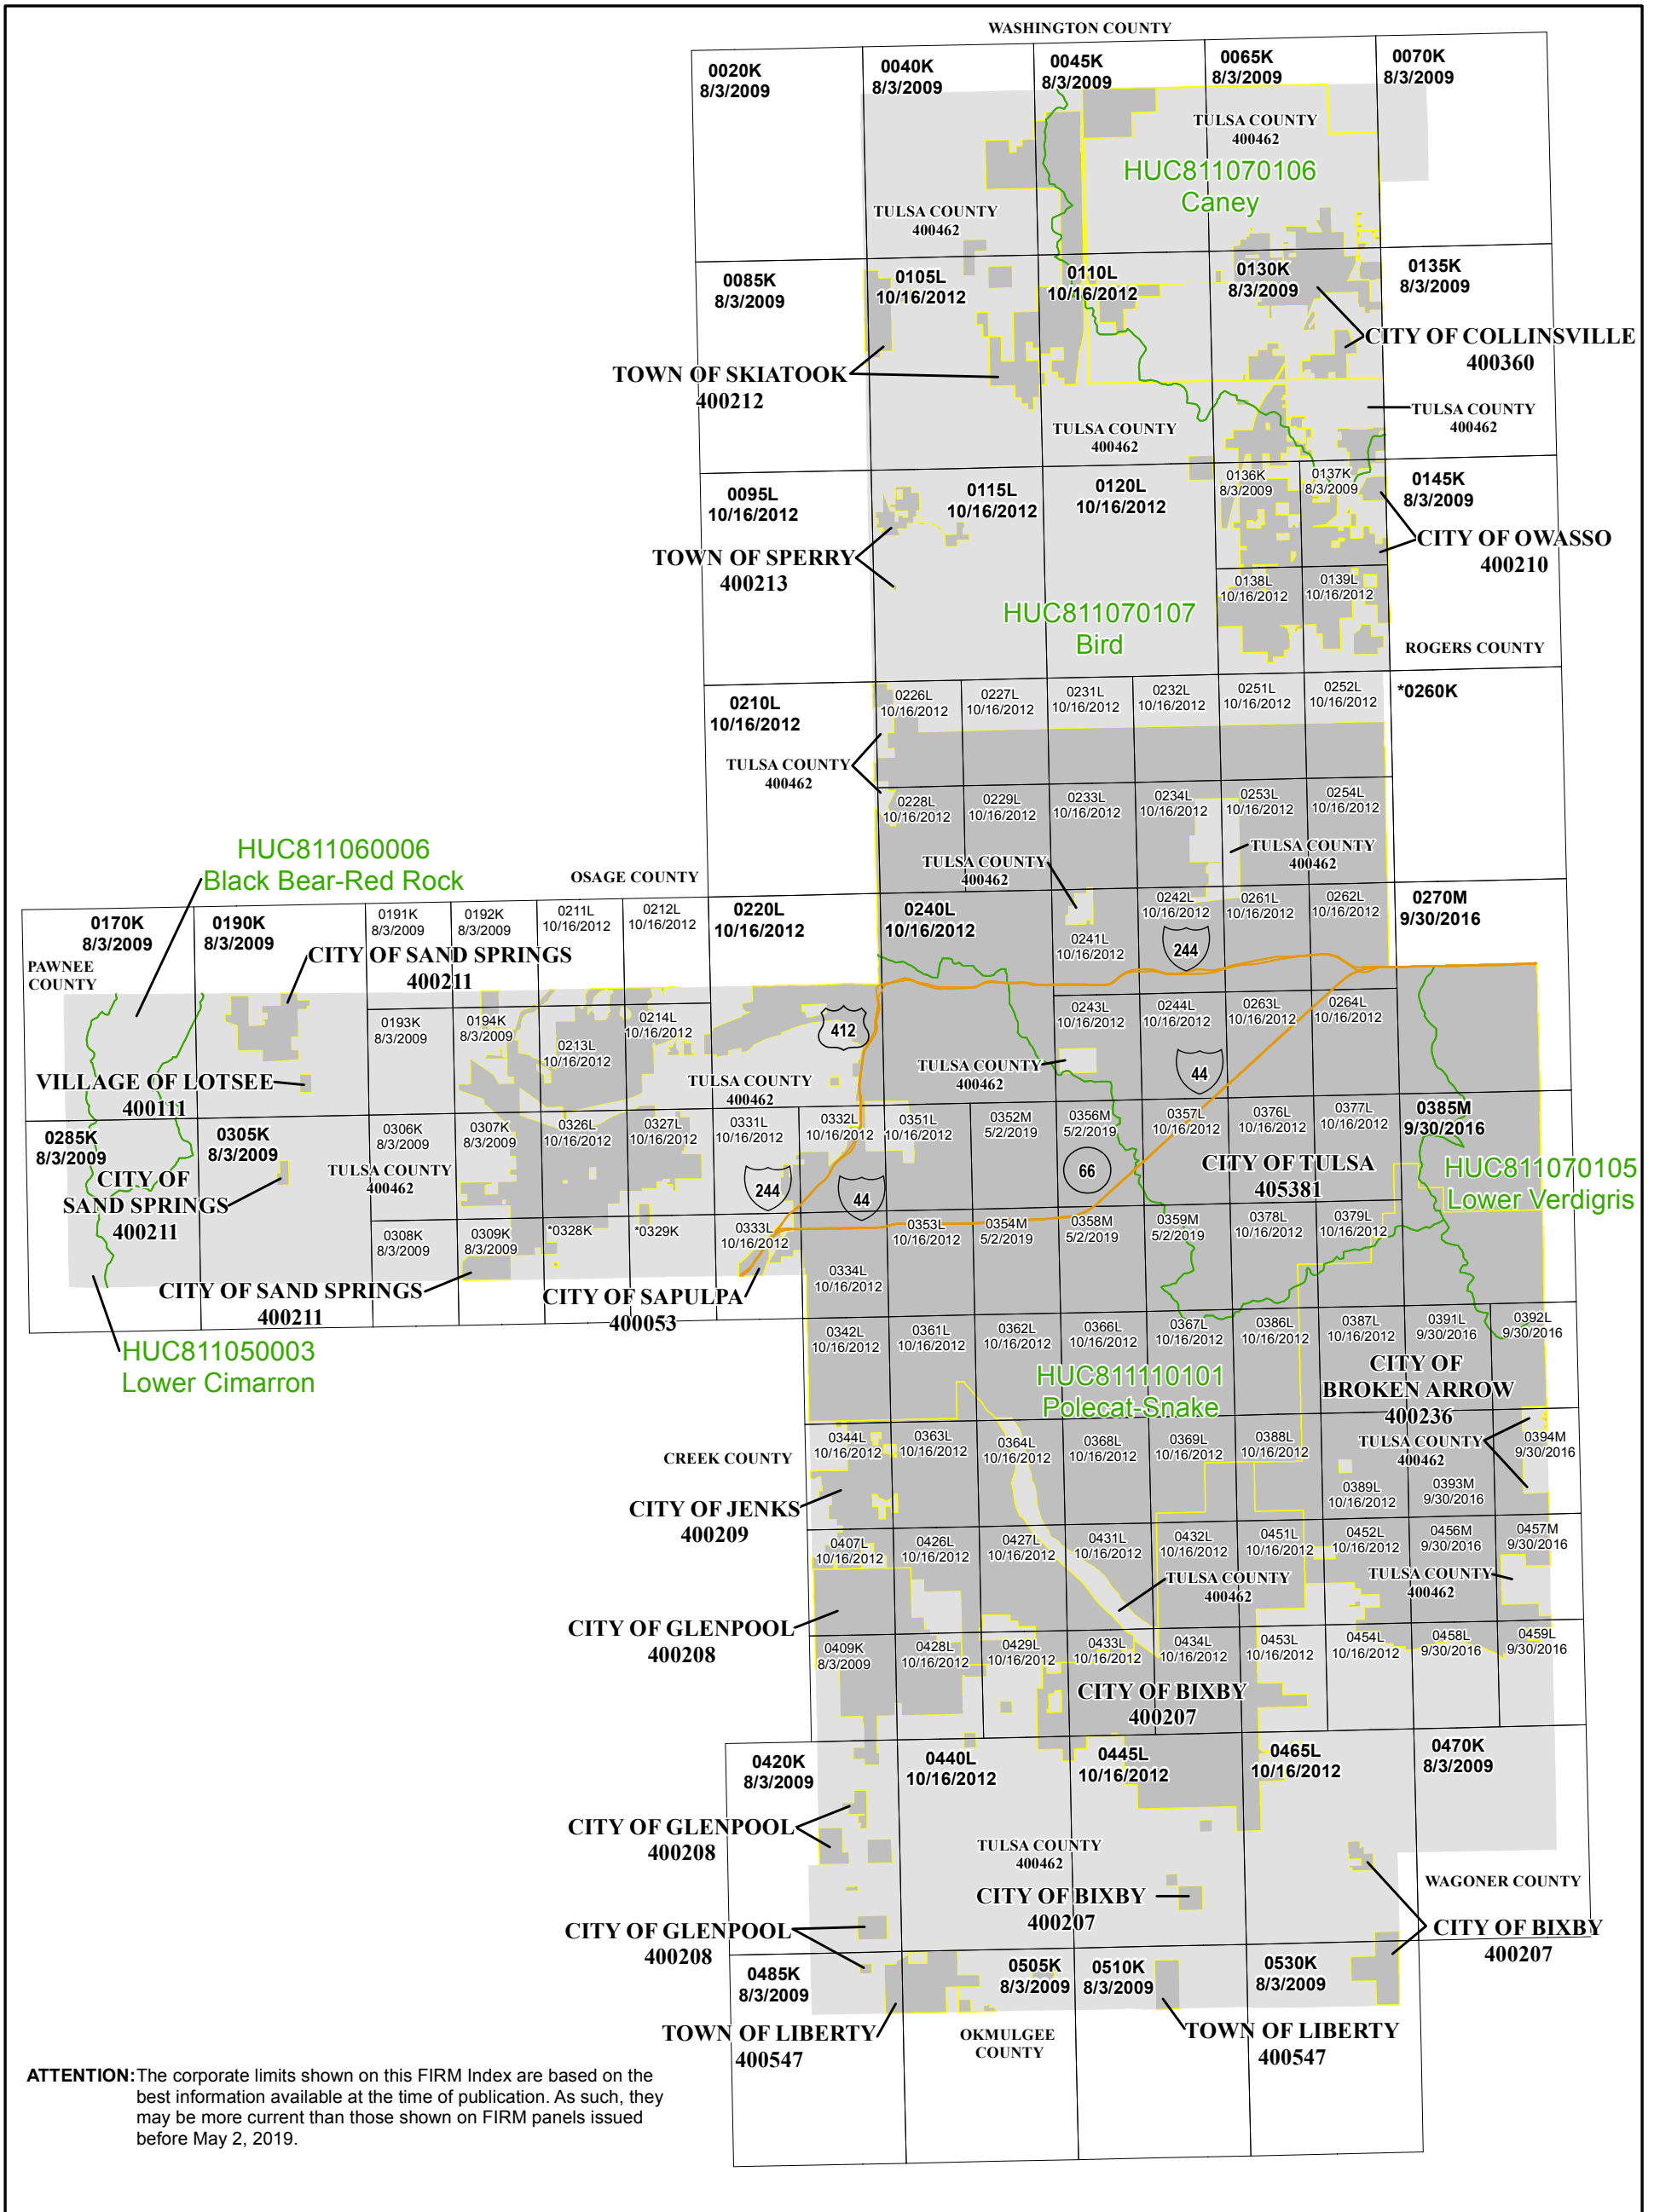 WASHINGTON COUNTY
0020K
8/3/2009
0040K
8/3/2009
0045K
8/3/2009
0065K
8/3/2009
0070K
8/3/2009
TULSA COUNTY
400462
HUC811070106
Caney
TULSA COUNTY
400462
0085K
8/3/2009
0105L
10/16/2012
0110L
10/16/2012
0130K
8/3/2009
0135K
8/3/2009
CITY OF COLLINSVILLE
400360
TOWN OF SKIATOOK
400212
TULSA COUNTY
400462
TULSA COUNTY
400462
0095L
10/16/2012
0115L
10/16/2012
0120L
10/16/2012
0136K
8/3/2009
0137K
8/3/2009
0145K
8/3/2009
CITY OF OWASSO
400210
TOWN OF SPERRY
400213
0138L
10/16/2012
0139L
10/16/2012
HUC811070107
Bird
ROGERS COUNTY
0210L
10/16/2012
0226L
10/16/2012
0227L
10/16/2012
0231L
10/16/2012
0232L
10/16/2012
0251L
10/16/2012
0252L
10/16/2012
*0260K
TULSA COUNTY
400462
0228L
10/16/2012
0229L
10/16/2012
0233L
10/16/2012
0234L
10/16/2012
0253L
10/16/2012
0254L
10/16/2012
TULSA COUNTY
400462
TULSA COUNTY
400462
HUC811060006
Black Bear-Red Rock
OSAGE COUNTY
0170K
8/3/2009
0190K
8/3/2009
0191K
8/3/2009
0192K
8/3/2009
0211L
10/16/2012
0212L
10/16/2012
0220L
10/16/2012
0240L
10/16/2012
0241L
10/16/2012
0242L
10/16/2012
0261L
10/16/2012
0262L
10/16/2012
0270M
9/30/2016
244
PAWNEE
COUNTY
CITY OF SAND SPRINGS
400211
0193K
8/3/2009
0194K
8/3/2009
0213L
10/16/2012
0214L
10/16/2012
412
0243L
10/16/2012
0244L
10/16/2012
0263L
10/16/2012
0264L
10/16/2012
VILLAGE OF LOTSEE
400111
TULSA COUNTY
400462
TULSA COUNTY
400462
44
0285K
8/3/2009
0305K
8/3/2009
0306K
8/3/2009
0307K
8/3/2009
0326L
10/16/2012
0327L
10/16/2012
0331L
10/16/2012
0332L
10/16/2012
0351L
10/16/2012
0352M
5/2/2019
0356M
5/2/2019
0357L
10/16/2012
0376L
10/16/2012
0377L
10/16/2012
0385M
9/30/2016
CITY OF
SAND SPRINGS
400211
TULSA COUNTY
400462
244
44
66
CITY OF TULSA
405381
HUC811070105
Lower Verdigris
0308K
8/3/2009
0309K
8/3/2009
*0328K
*0329K
0333L
10/16/2012
0353L
10/16/2012
0354M
5/2/2019
0358M
5/2/2019
0359M
5/2/2019
0378L
10/16/2012
0379L
10/16/2012
0334L
10/16/2012
CITY OF SAND SPRINGS
400211
CITY OF SAPULPA
400053
HUC811050003
Lower Cimarron
0342L
10/16/2012
0361L
10/16/2012
0362L
10/16/2012
0366L
10/16/2012
0367L
10/16/2012
0386L
10/16/2012
0387L
10/16/2012
0391L
9/30/2016
0392L
9/30/2016
HUC811110101
Polecat-Snake
CITY OF
BROKEN ARROW
400236
CREEK COUNTY
0344L
10/16/2012
0363L
10/16/2012
0364L
10/16/2012
0368L
10/16/2012
0369L
10/16/2012
0388L
10/16/2012
TULSA COUNTY
400462
0394M
9/30/2016
0389L
10/16/2012
0393M
9/30/2016
CITY OF JENKS
400209
0407L
10/16/2012
0426L
10/16/2012
0427L
10/16/2012
0431L
10/16/2012
0432L
10/16/2012
0451L
10/16/2012
0452L
10/16/2012
0456M
9/30/2016
0457M
9/30/2016
TULSA COUNTY
400462
TULSA COUNTY
400462
CITY OF GLENPOOL
400208
0409K
8/3/2009
0428L
10/16/2012
0429L
10/16/2012
0433L
10/16/2012
0434L
10/16/2012
0453L
10/16/2012
0454L
10/16/2012
0458L
9/30/2016
0459L
9/30/2016
CITY OF BIXBY
400207
0420K
8/3/2009
0440L
10/16/2012
0445L
10/16/2012
0465L
10/16/2012
0470K
8/3/2009
CITY OF GLENPOOL
400208
TULSA COUNTY
400462
CITY OF BIXBY
400207
WAGONER COUNTY
CITY OF GLENPOOL
400208
CITY OF BIXBY
400207
0485K
8/3/2009
0505K
8/3/2009
0510K
8/3/2009
0530K
8/3/2009
TOWN OF LIBERTY
400547
OKMULGEE
COUNTY
TOWN OF LIBERTY
400547
ATTENTION: The corporate limits shown on this FIRM Index are based on the
best information available at the time of publication. As such, they
may be more current than those shown on FIRM panels issued
before May 2, 2019.